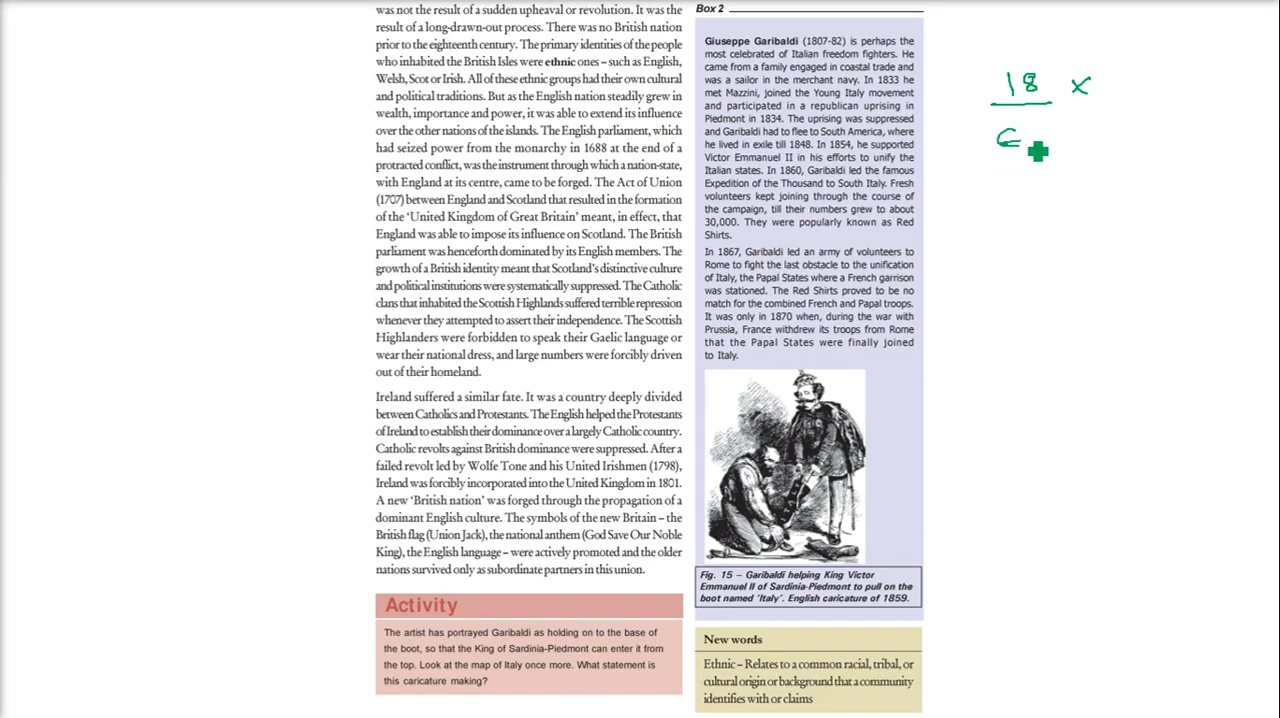 was not the result of a sudden upheaval or revolution. It was the
result of a long-drawn-out process. There was no British nation
prior to the eighteenth century. The primary identities of the people
who inhabited the British Isles were ethnic ones – such as English,
Welsh, Scot or Irish. All of these ethnic groups had their own cultural
and political traditions. But as the English nation steadily grew in
wealth, importance and power, it was able to extend its influence
over the other nations of the islands. The English parliament, which
had seized power from the monarchy in 1688 at the end of a
protracted conflict, was the instrument through which a nation-state,
with England at its centre, came to be forged. The Act of Union
(1707) between England and Scotland that resulted in the formation
of the ‘United Kingdom of Great Britain’ meant, in effect, that
England was able to impose its influence on Scotland. The British
parliament was henceforth dominated by its English members. The
growth of a British identity meant that Scotland’s distinctive culture
and political institutions were systematically suppressed. The Catholic
clans that inhabited the Scottish Highlands suffered terrible repression
whenever they attempted to assert their independence. The Scottish
Highlanders were forbidden to speak their Gaelic language or
wear their national dress, and large numbers were forcibly driven
out of their homeland.
Ireland suffered a similar fate. It was a country deeply divided
between Catholics and Protestants. The English helped the Protestants
of Ireland to establish their dominance over a largely Catholic country.
Catholic revolts against British dominance were suppressed. After a
failed revolt led by Wolfe Tone and his United Irishmen (1798),
Ireland was forcibly incorporated into the United Kingdom in 1801.
A new ‘British nation’ was forged through the propagation of a
dominant English culture. The symbols of the new Britain – the
British flag (Union Jack), the national anthem (God Save Our Noble
King), the English language – were actively promoted and the older
nations survived only as subordinate partners in this union.
Activity
The artist has portrayed Garibaldi as holding on to the base of
the boot, so that the King of Sardinia-Piedmont can enter it from
the top. Look at the map of Italy once more. What statement is
this caricature making?
Box 2
Giuseppe Garibaldi (1807-82) is perhaps the
most celebrated of Italian freedom fighters. He
came from a family engaged in coastal trade and
was a sailor in the merchant navy. In 1833 he
met Mazzini, joined the Young Italy movement
and participated in a republican uprising in
Piedmont in 1834. The uprising was suppressed
and Garibaldi had to flee to South America, where
he lived in exile till 1848. In 1854, he supported
Victor Emmanuel II in his efforts to unify the
Italian states. In 1860, Garibaldi led the famous
Expedition of the Thousand to South Italy. Fresh
volunteers kept joining through the course of
the campaign, till their numbers grew to about
30,000. They were popularly known as Red
Shirts.
In 1867, Garibaldi led an army of volunteers to
Rome to fight the last obstacle to the unification
of Italy, the Papal States where a French garrison
was stationed. The Red Shirts proved to be no
match for the combined French and Papal troops.
It was only in 1870 when, during the war with
Prussia, France withdrew its troops from Rome
that the Papal States were finally joined
to Italy.
Fig. 15 – Garibaldi helping King Victor
Emmanuel II of Sardinia-Piedmont to pull on the
boot named ‘Italy’. English caricature of 1859.
New words
Ethnic – Relates to a common racial, tribal, or
cultural origin or background that a community
identifies with or claims
18 x